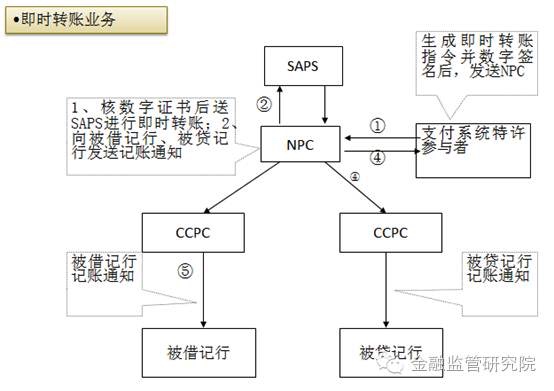 •即时转账业务
生成即时转账
指令并数字签
名后，发送NPC
SAPS
1、核数字证书后送
SAPS进行即时转账；2、
向被借记行、被贷记
行发送记账通知
②
NPC
①
④
支付系统特许
参与者
④
CCPC
CCPC
被借记行
记账通知
⑤
被贷记行
记账通知
被借记行
被贷记行
金融监管研究院